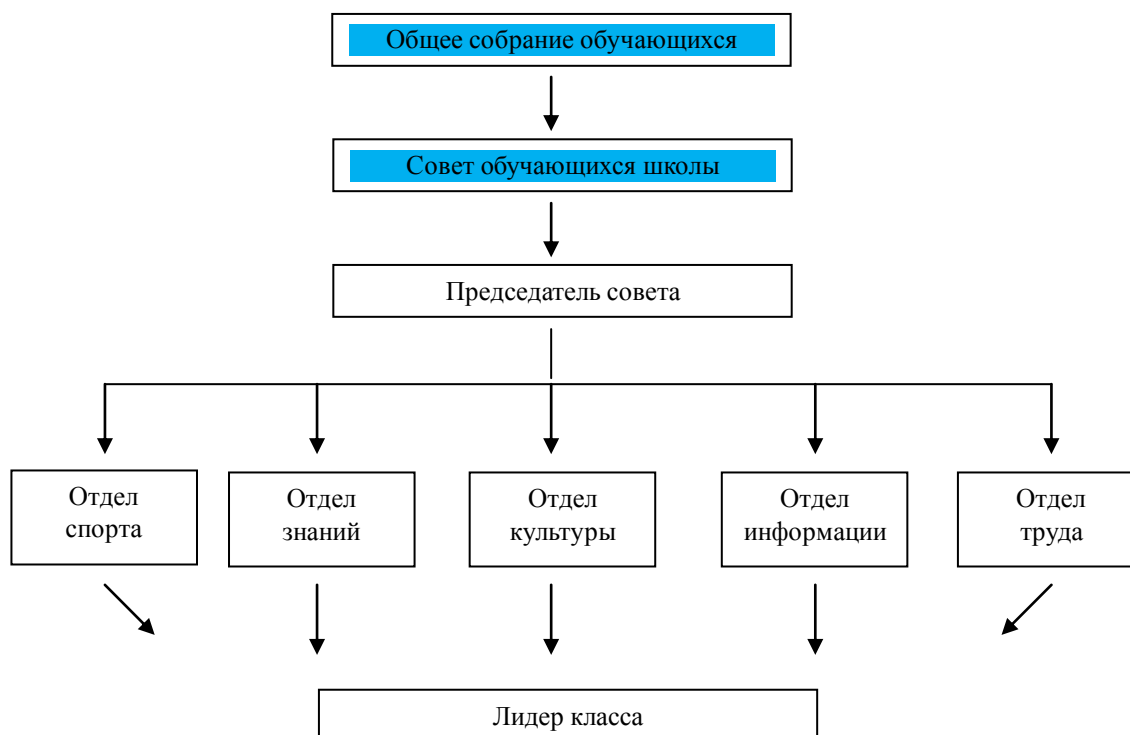 Общее собрание обучающихся
Совет обучающихся школы
Председатель совета
Отдел
спорта
Отдел
знаний
Отдел
культуры
Отдел
информации
Отдел
труда
Лидер класса